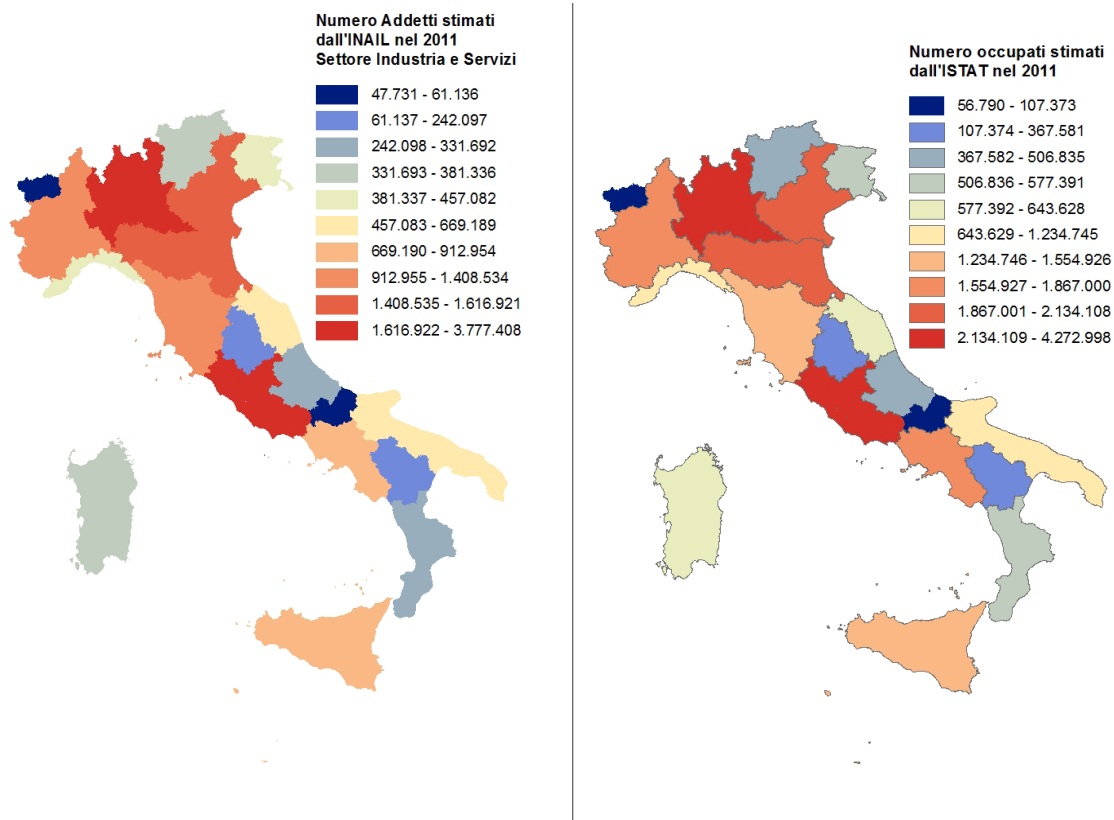 Numero Addetti stimati
dall'INAIL nel 2011
Settore Industria e Servizi
47.731 - 61.136
61.137 - 242.097
242.098 - 331.692
331.693 - 381.336
381.337 - 457.082
457.083 - 669.189
669.190 - 912.954
912.955 - 1.408.534
1.408.535 - 1.616.921
1.616.922 - 3.777.408
Numero occupati stimati
dall'ISTAT nel 2011
56.790 - 107.373
107.374 - 367.581
367.582 - 506.835
506.836 - 577.391
577.392 - 643.628
643.629 - 1.234.745
1.234.746 - 1.554.926
1.554.927 - 1.867.000
1.867.001 - 2.134.108
2.134.109 - 4.272.998